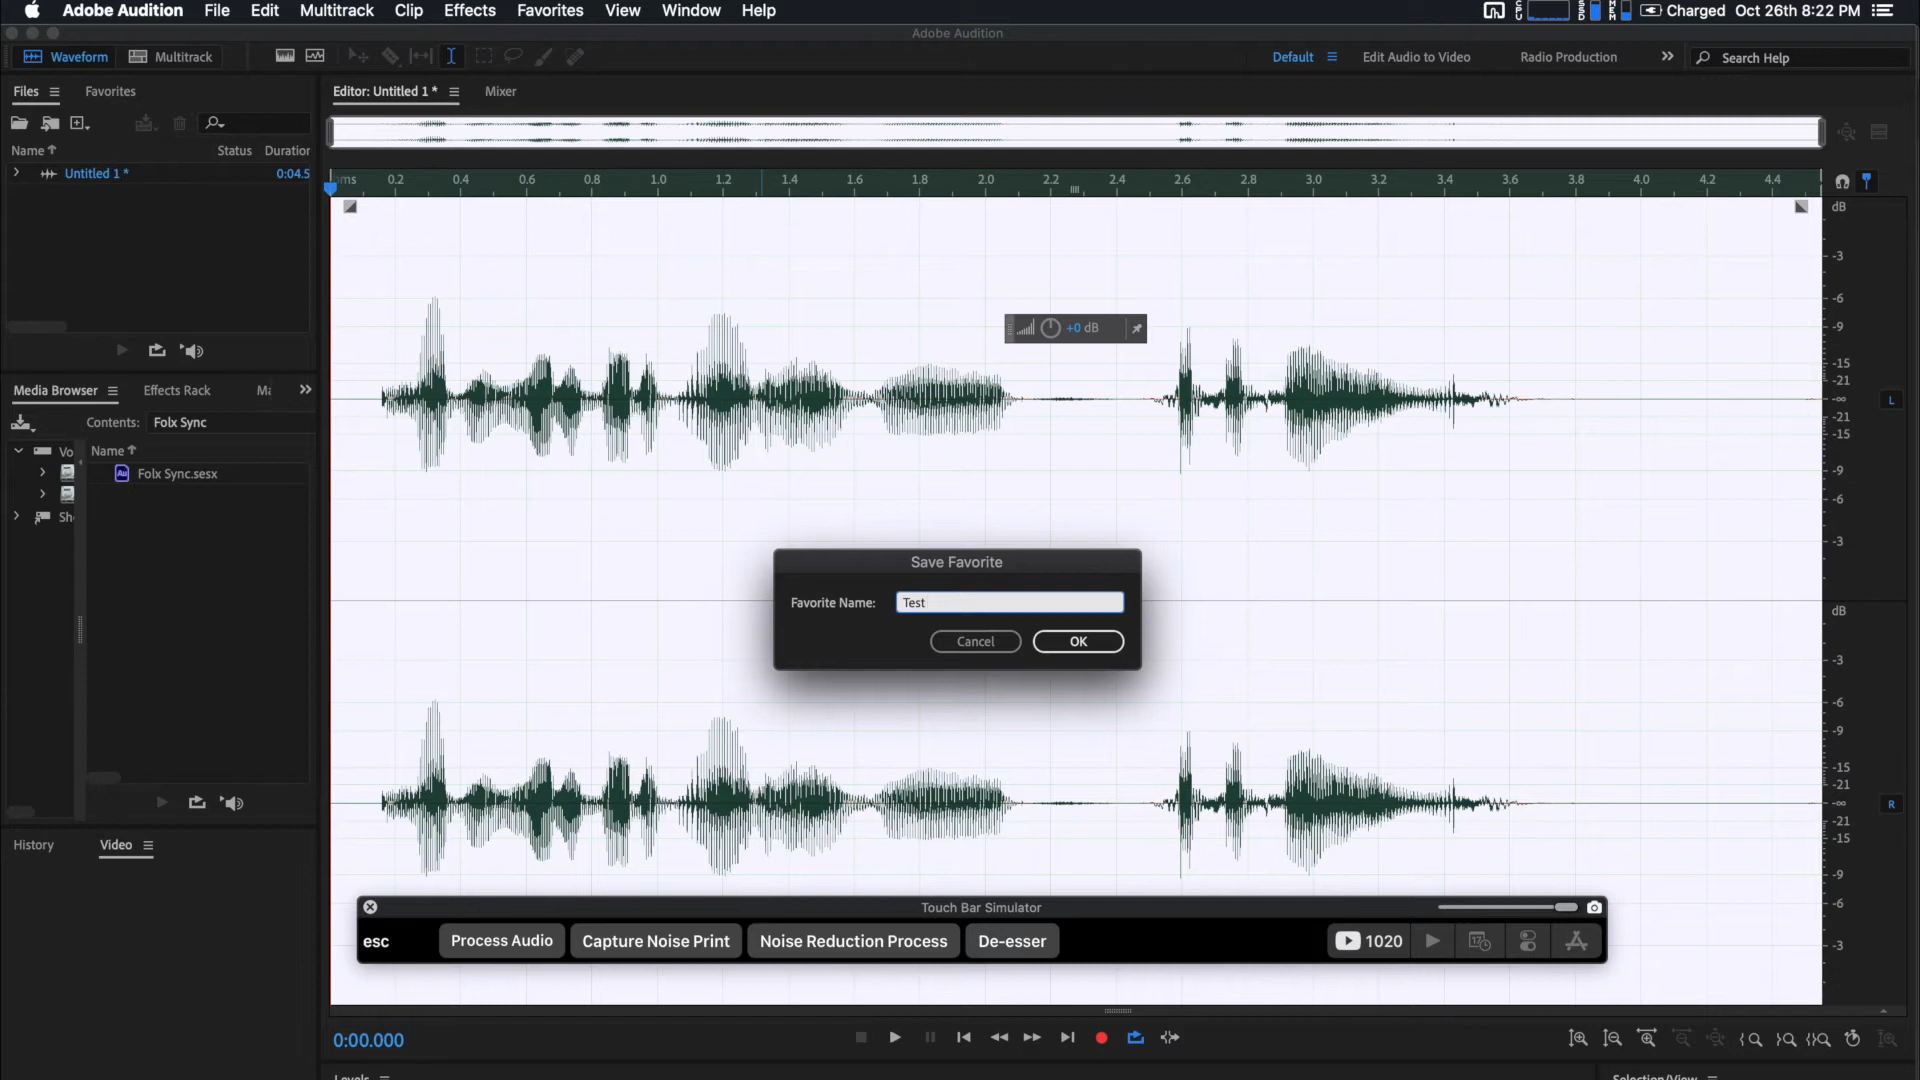 Adobe Audition File Edit Multitrack Clip Effects Favorites View Window Help CPU SSD MEM Charged Oct 26th 8:22 PM
Adobe Audition
Waveform Multitrack Default Edit Audio to Video Radio Production Search Help
Files Favorites Editor: Untitled 1 * Mixer
Name Status Duration
Untitled 1 * 0:04.5
hms 0.2 0.4 0.6 0.8 1.0 1.2 1.4 1.6 1.8 2.0 2.2 2.4 2.6 2.8 3.0 3.2 3.4 3.6 3.8 4.0 4.2 4.4
dB
-3
-6
-9
-15
-21
-∞
-21
-15
-9
-6
-3
L
+0 dB
Media Browser Effects Rack Ma
Contents: Folx Sync
Vo Name
Au Folx Sync.sesx
Sh
Save Favorite
Favorite Name: Test
Cancel OK
dB
-3
-6
-9
-15
-21
-∞
-21
-15
-9
-6
-3
R
History Video
Touch Bar Simulator
esc Process Audio Capture Noise Print Noise Reduction Process De-esser 1020 17
0:00.000
Levels Selection/View